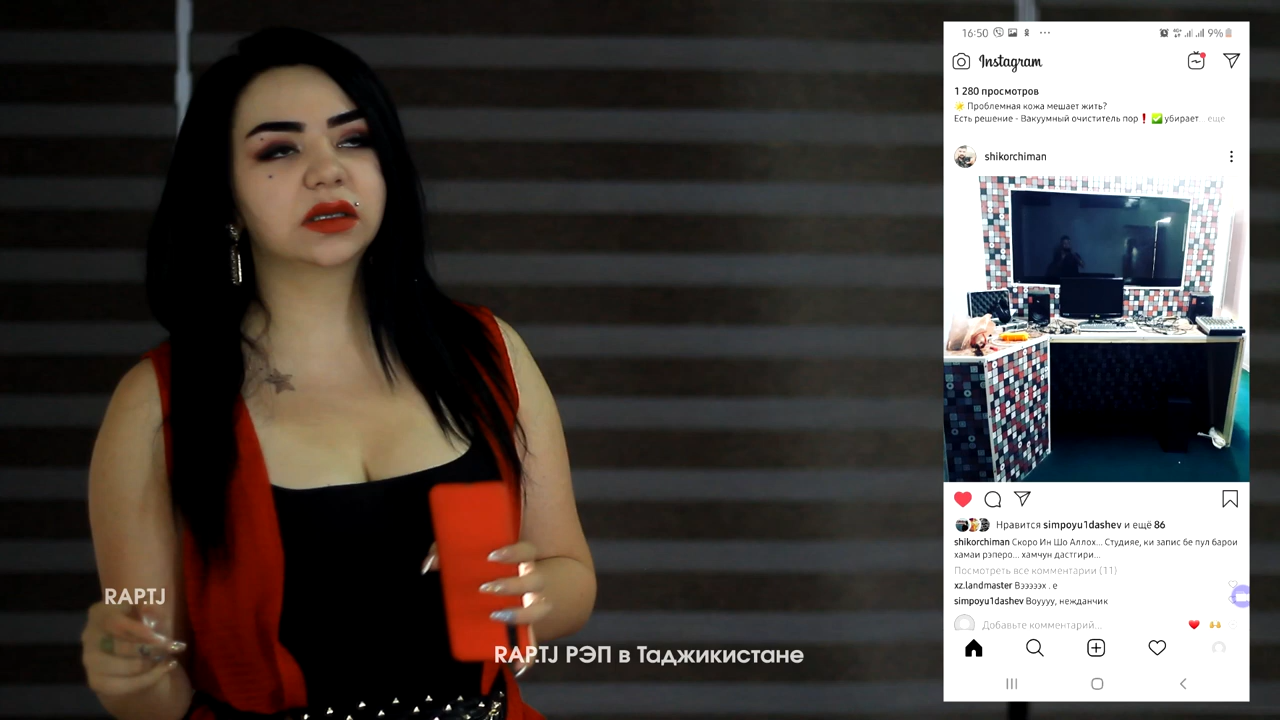 16:50
9%
Instagram
1 280 просмотров
Проблемная кожа мешает жить?
Есть решение - Вакуумный очиститель пор❗ ✅ убирает... еще
shikorchiman
Нравится simpoyu1dashev и ещё 86
shikorchiman Скоро Ин Шо Аллох... Студияе, ки запис бе пул барои
хамаи рэперо... хамчун дастгири...
Посмотреть все комментарии (11)
xz.landmaster Вэээээх . е
simpoyu1dashev Воуууу, нежданчик
Добавьте комментарий...
RAP.TJ
RAP.TJ РЭП в Таджикистане